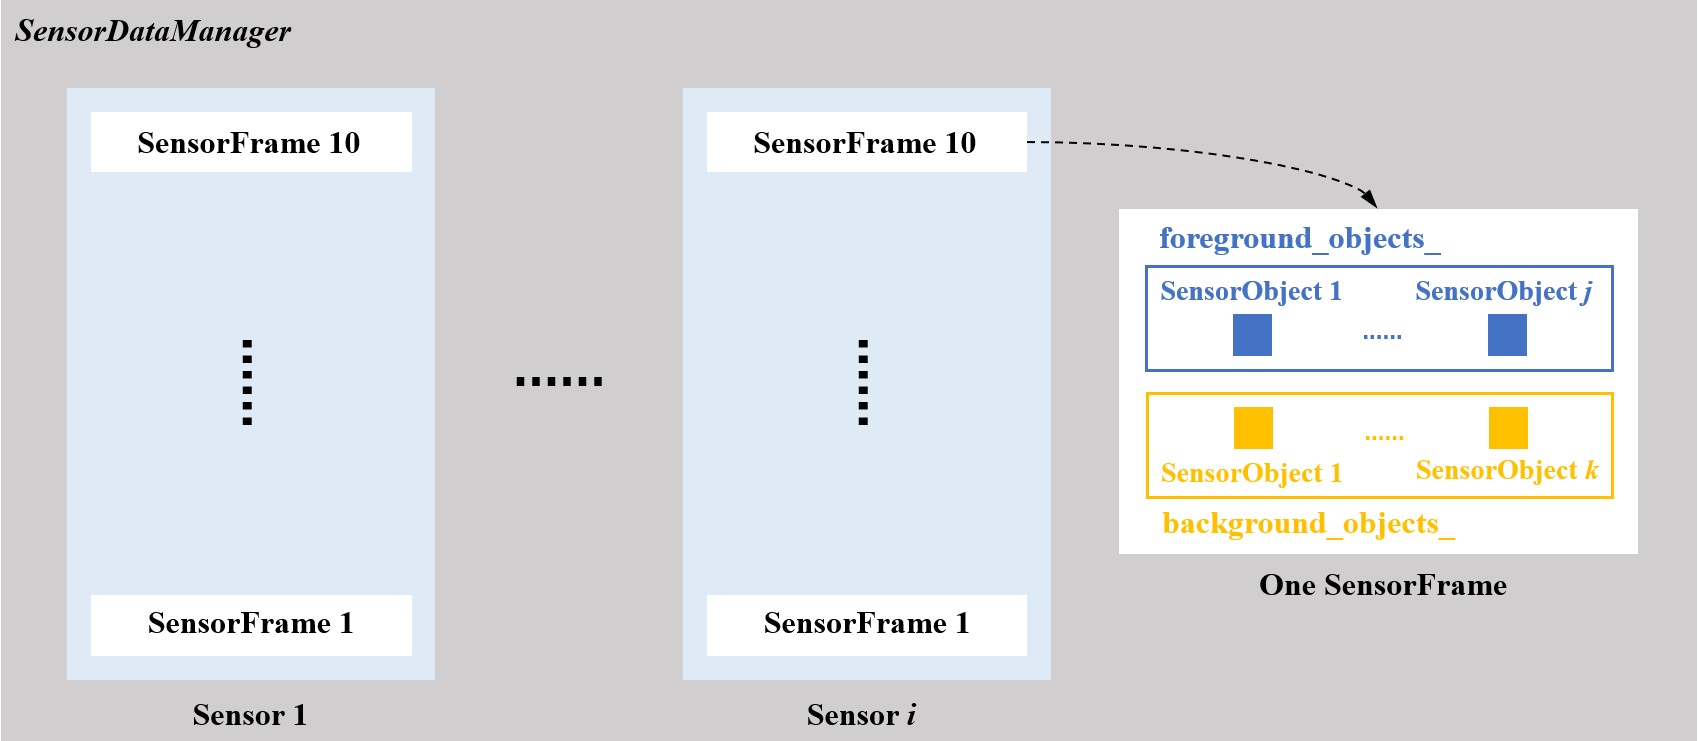 SensorDataManager
SensorFrame 10
SensorFrame 1
Sensor 1
......
SensorFrame 10
SensorFrame 1
Sensor i
foreground_objects_
SensorObject 1 ...... SensorObject j
...... 
SensorObject 1 SensorObject k
background_objects_
One SensorFrame